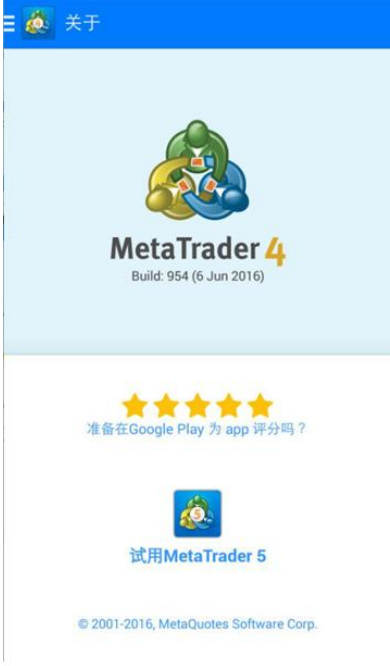 关于
MetaTrader 4
Build: 954 (6 Jun 2016)
准备在Google Play 为 app 评分吗？
5
试用MetaTrader 5
© 2001-2016, MetaQuotes Software Corp.